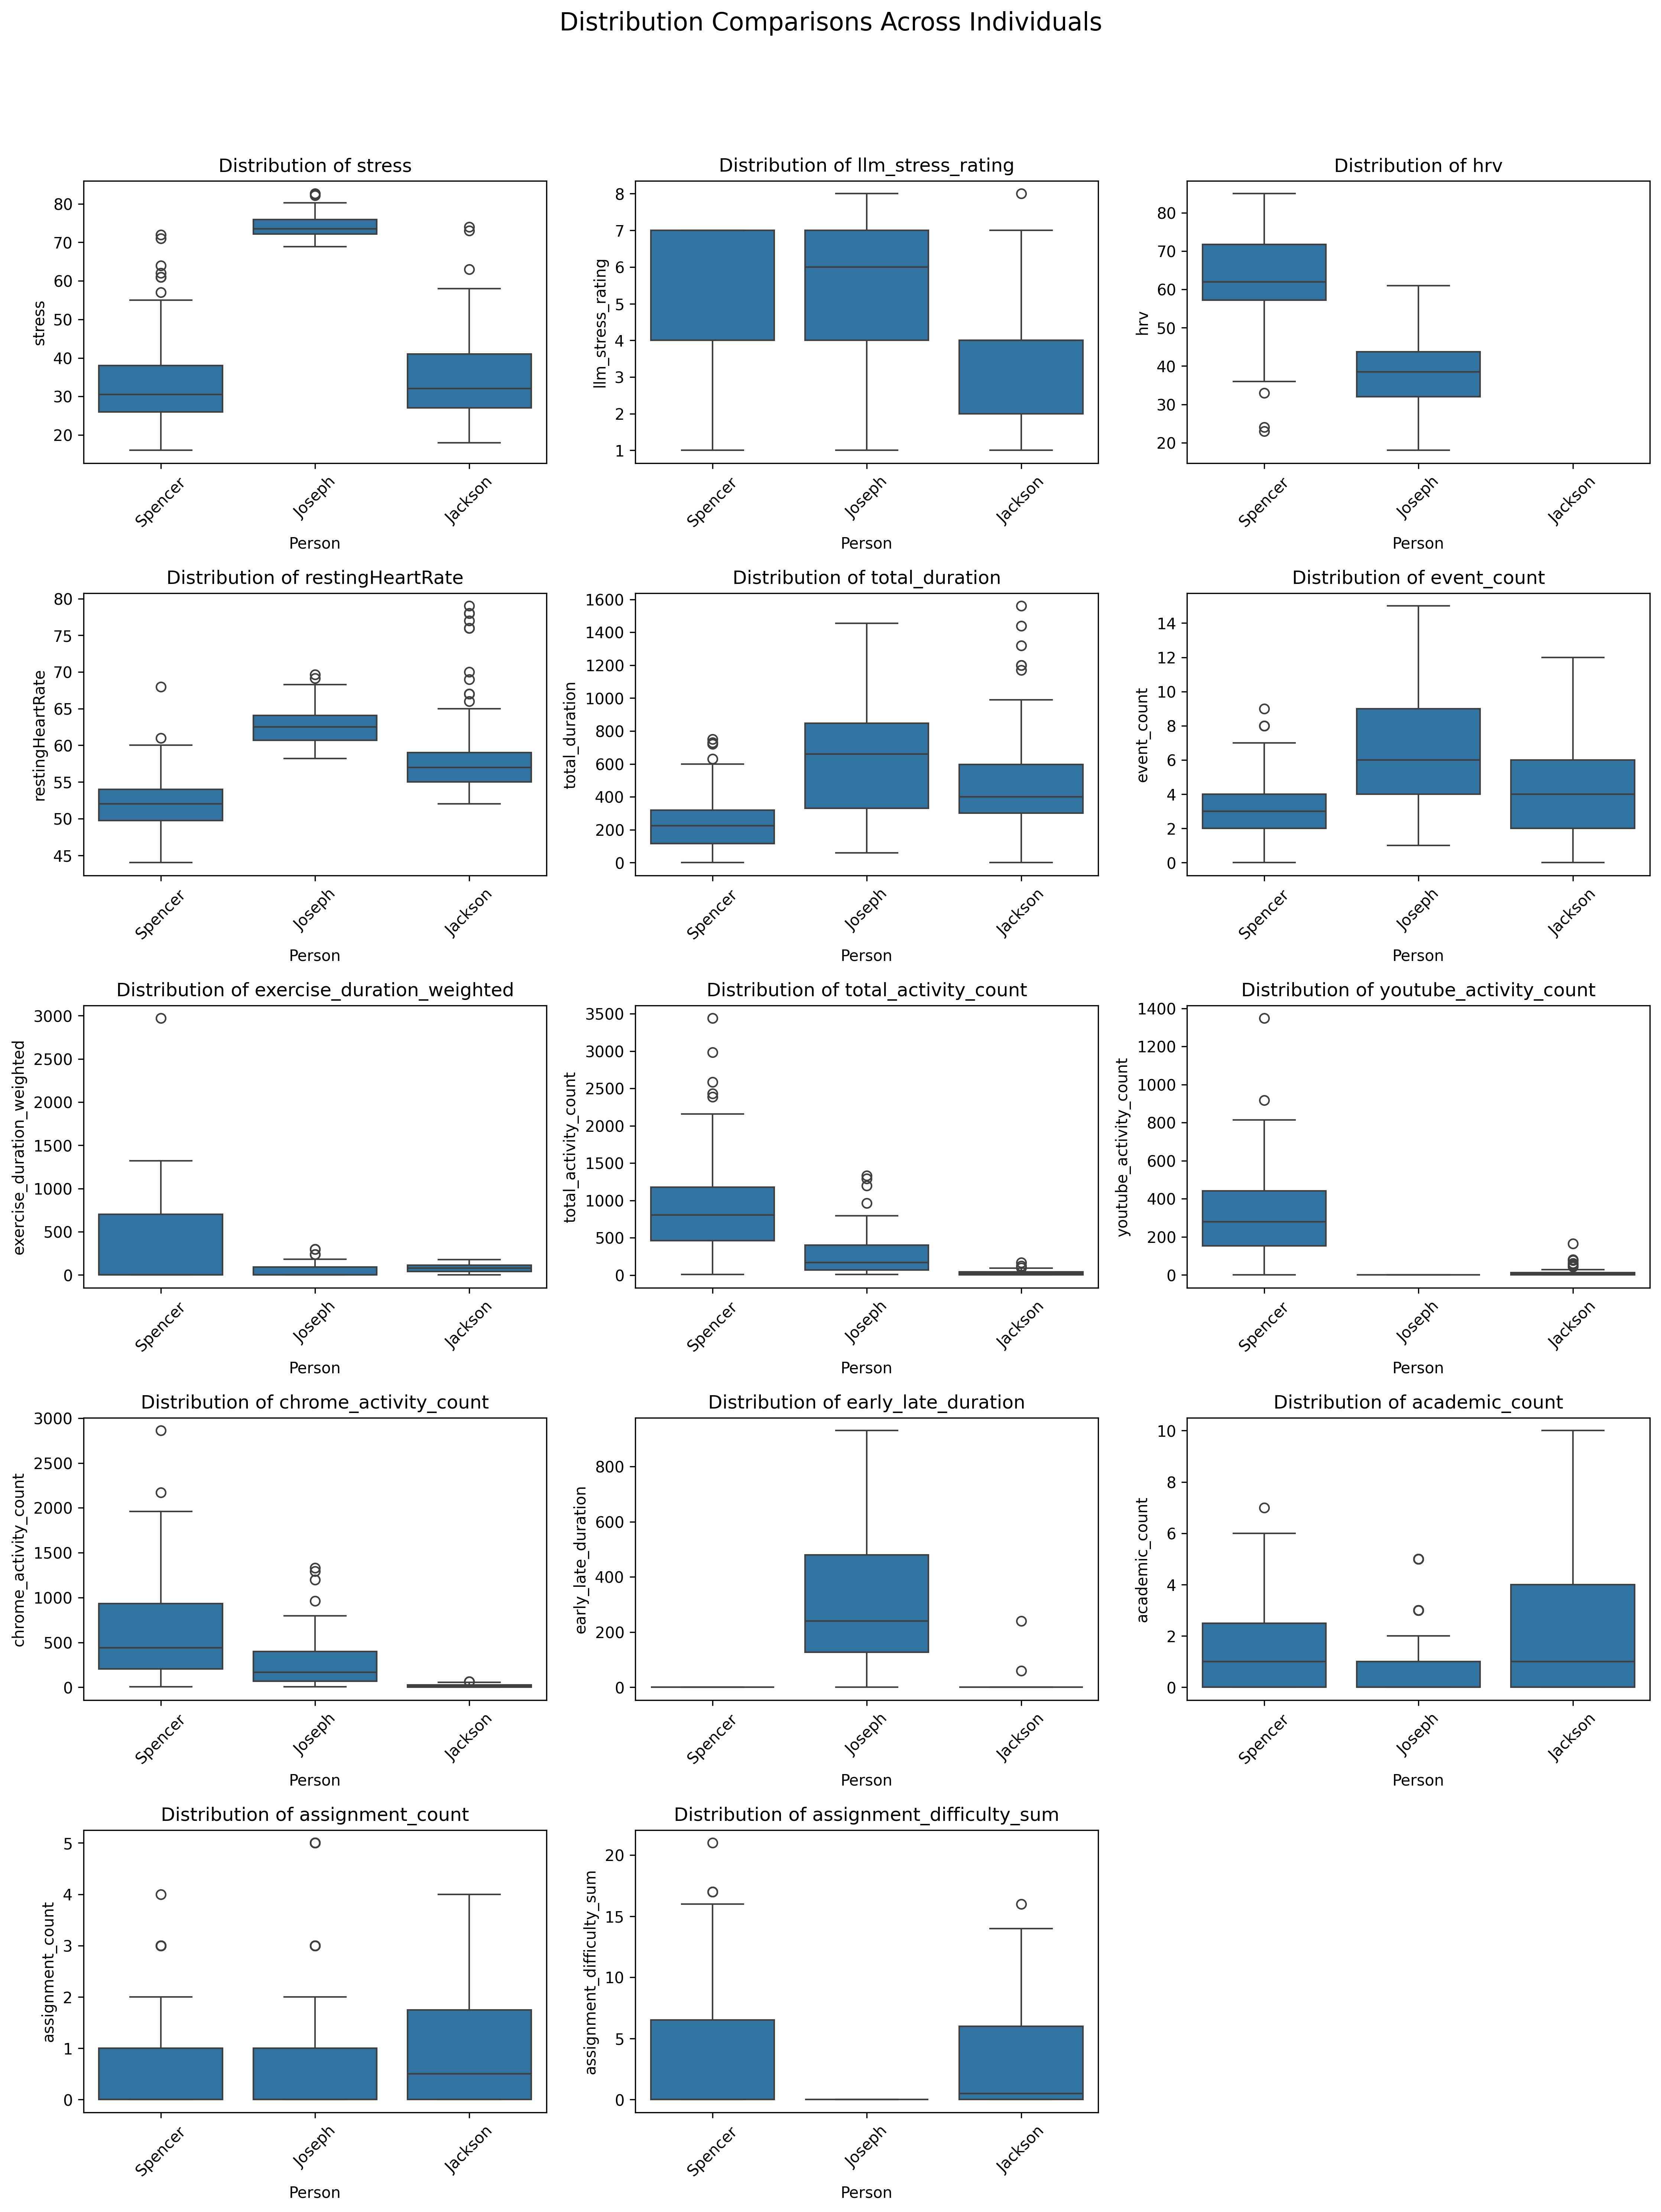 Distribution Comparisons Across Individuals
Distribution of stress
stress
80
70
60
50
40
30
20
Spencer
Joseph
Jackson
Person
Distribution of llm_stress_rating
llm_stress_rating
8
7
6
5
4
3
2
1
Spencer
Joseph
Jackson
Person
Distribution of hrv
hrv
80
70
60
50
40
30
20
Spencer
Joseph
Jackson
Person
Distribution of restingHeartRate
restingHeartRate
80
75
70
65
60
55
50
45
Spencer
Joseph
Jackson
Person
Distribution of total_duration
total_duration
1600
1400
1200
1000
800
600
400
200
0
Spencer
Joseph
Jackson
Person
Distribution of event_count
event_count
14
12
10
8
6
4
2
0
Spencer
Joseph
Jackson
Person
Distribution of exercise_duration_weighted
exercise_duration_weighted
3000
2500
2000
1500
1000
500
0
Spencer
Joseph
Jackson
Person
Distribution of total_activity_count
total_activity_count
3500
3000
2500
2000
1500
1000
500
0
Spencer
Joseph
Jackson
Person
Distribution of youtube_activity_count
youtube_activity_count
1400
1200
1000
800
600
400
200
0
Spencer
Joseph
Jackson
Person
Distribution of chrome_activity_count
chrome_activity_count
3000
2500
2000
1500
1000
500
0
Spencer
Joseph
Jackson
Person
Distribution of early_late_duration
early_late_duration
800
600
400
200
0
Spencer
Joseph
Jackson
Person
Distribution of academic_count
academic_count
10
8
6
4
2
0
Spencer
Joseph
Jackson
Person
Distribution of assignment_count
assignment_count
5
4
3
2
1
0
Spencer
Joseph
Jackson
Person
Distribution of assignment_difficulty_sum
assignment_difficulty_sum
20
15
10
5
0
Spencer
Joseph
Jackson
Person